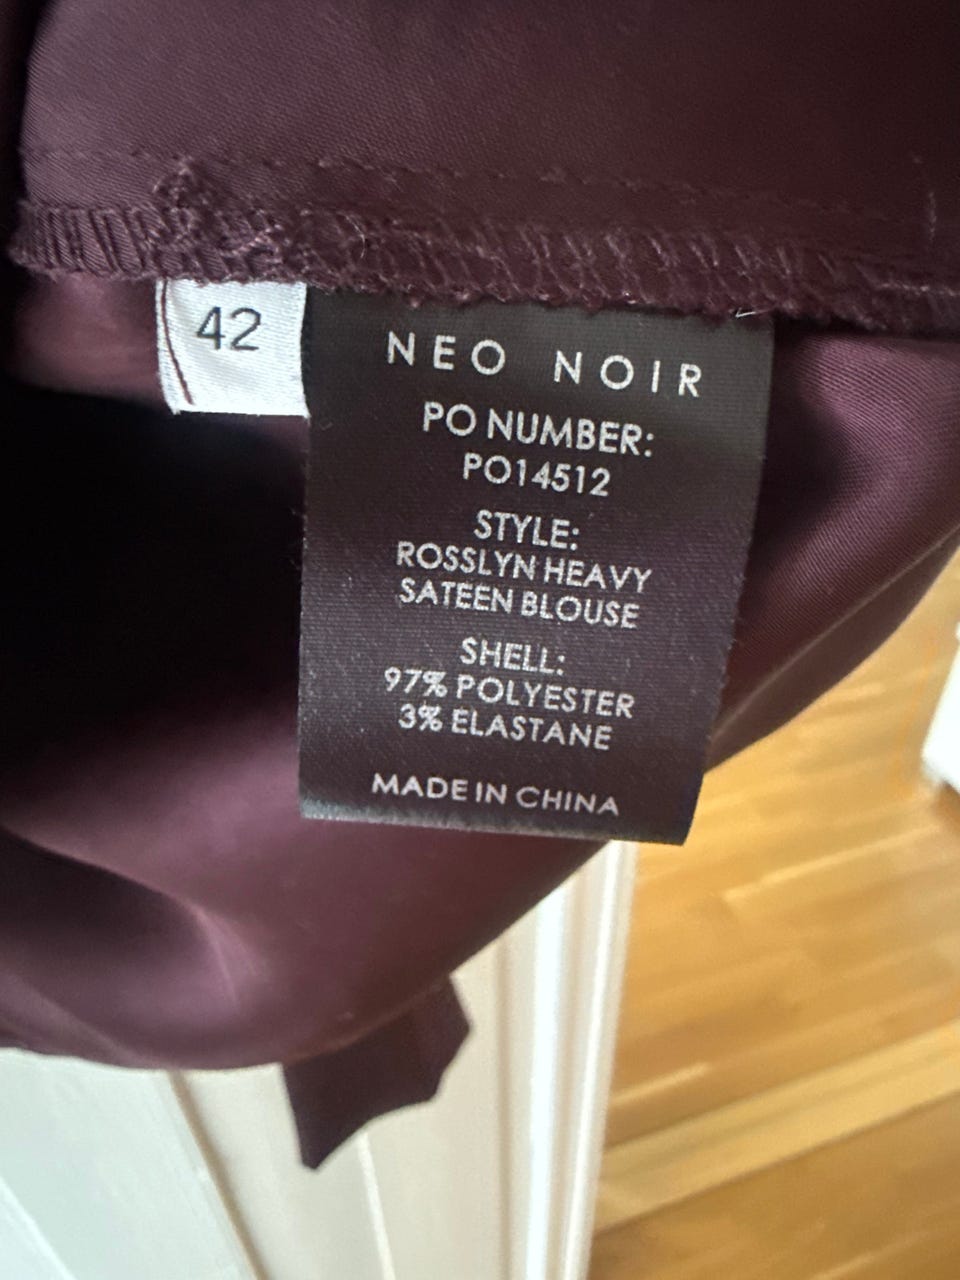 42
NEO NOIR
PO NUMBER:
PO14512
STYLE:
ROSSLYN HEAVY
SATEEN BLOUSE
SHELL:
97% POLYESTER
3% ELASTANE
MADE IN CHINA